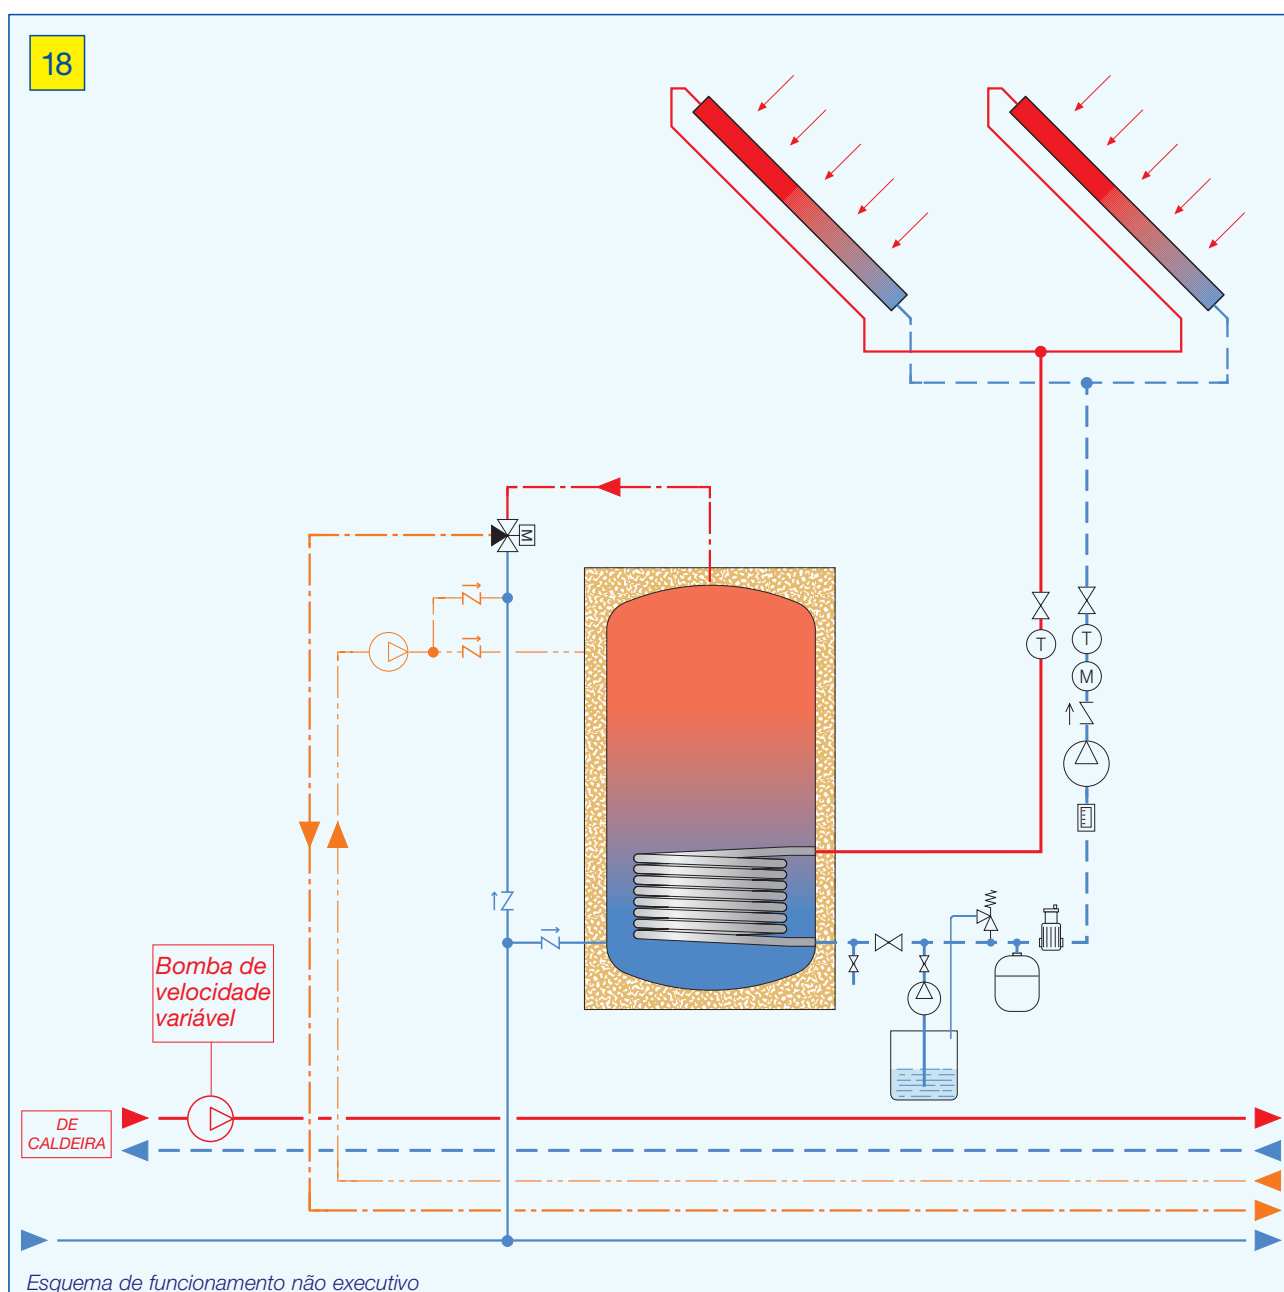 18
M
T
T
M
Bomba de
velocidade
variável
DE
CALDEIRA
Esquema de funcionamento não executivo